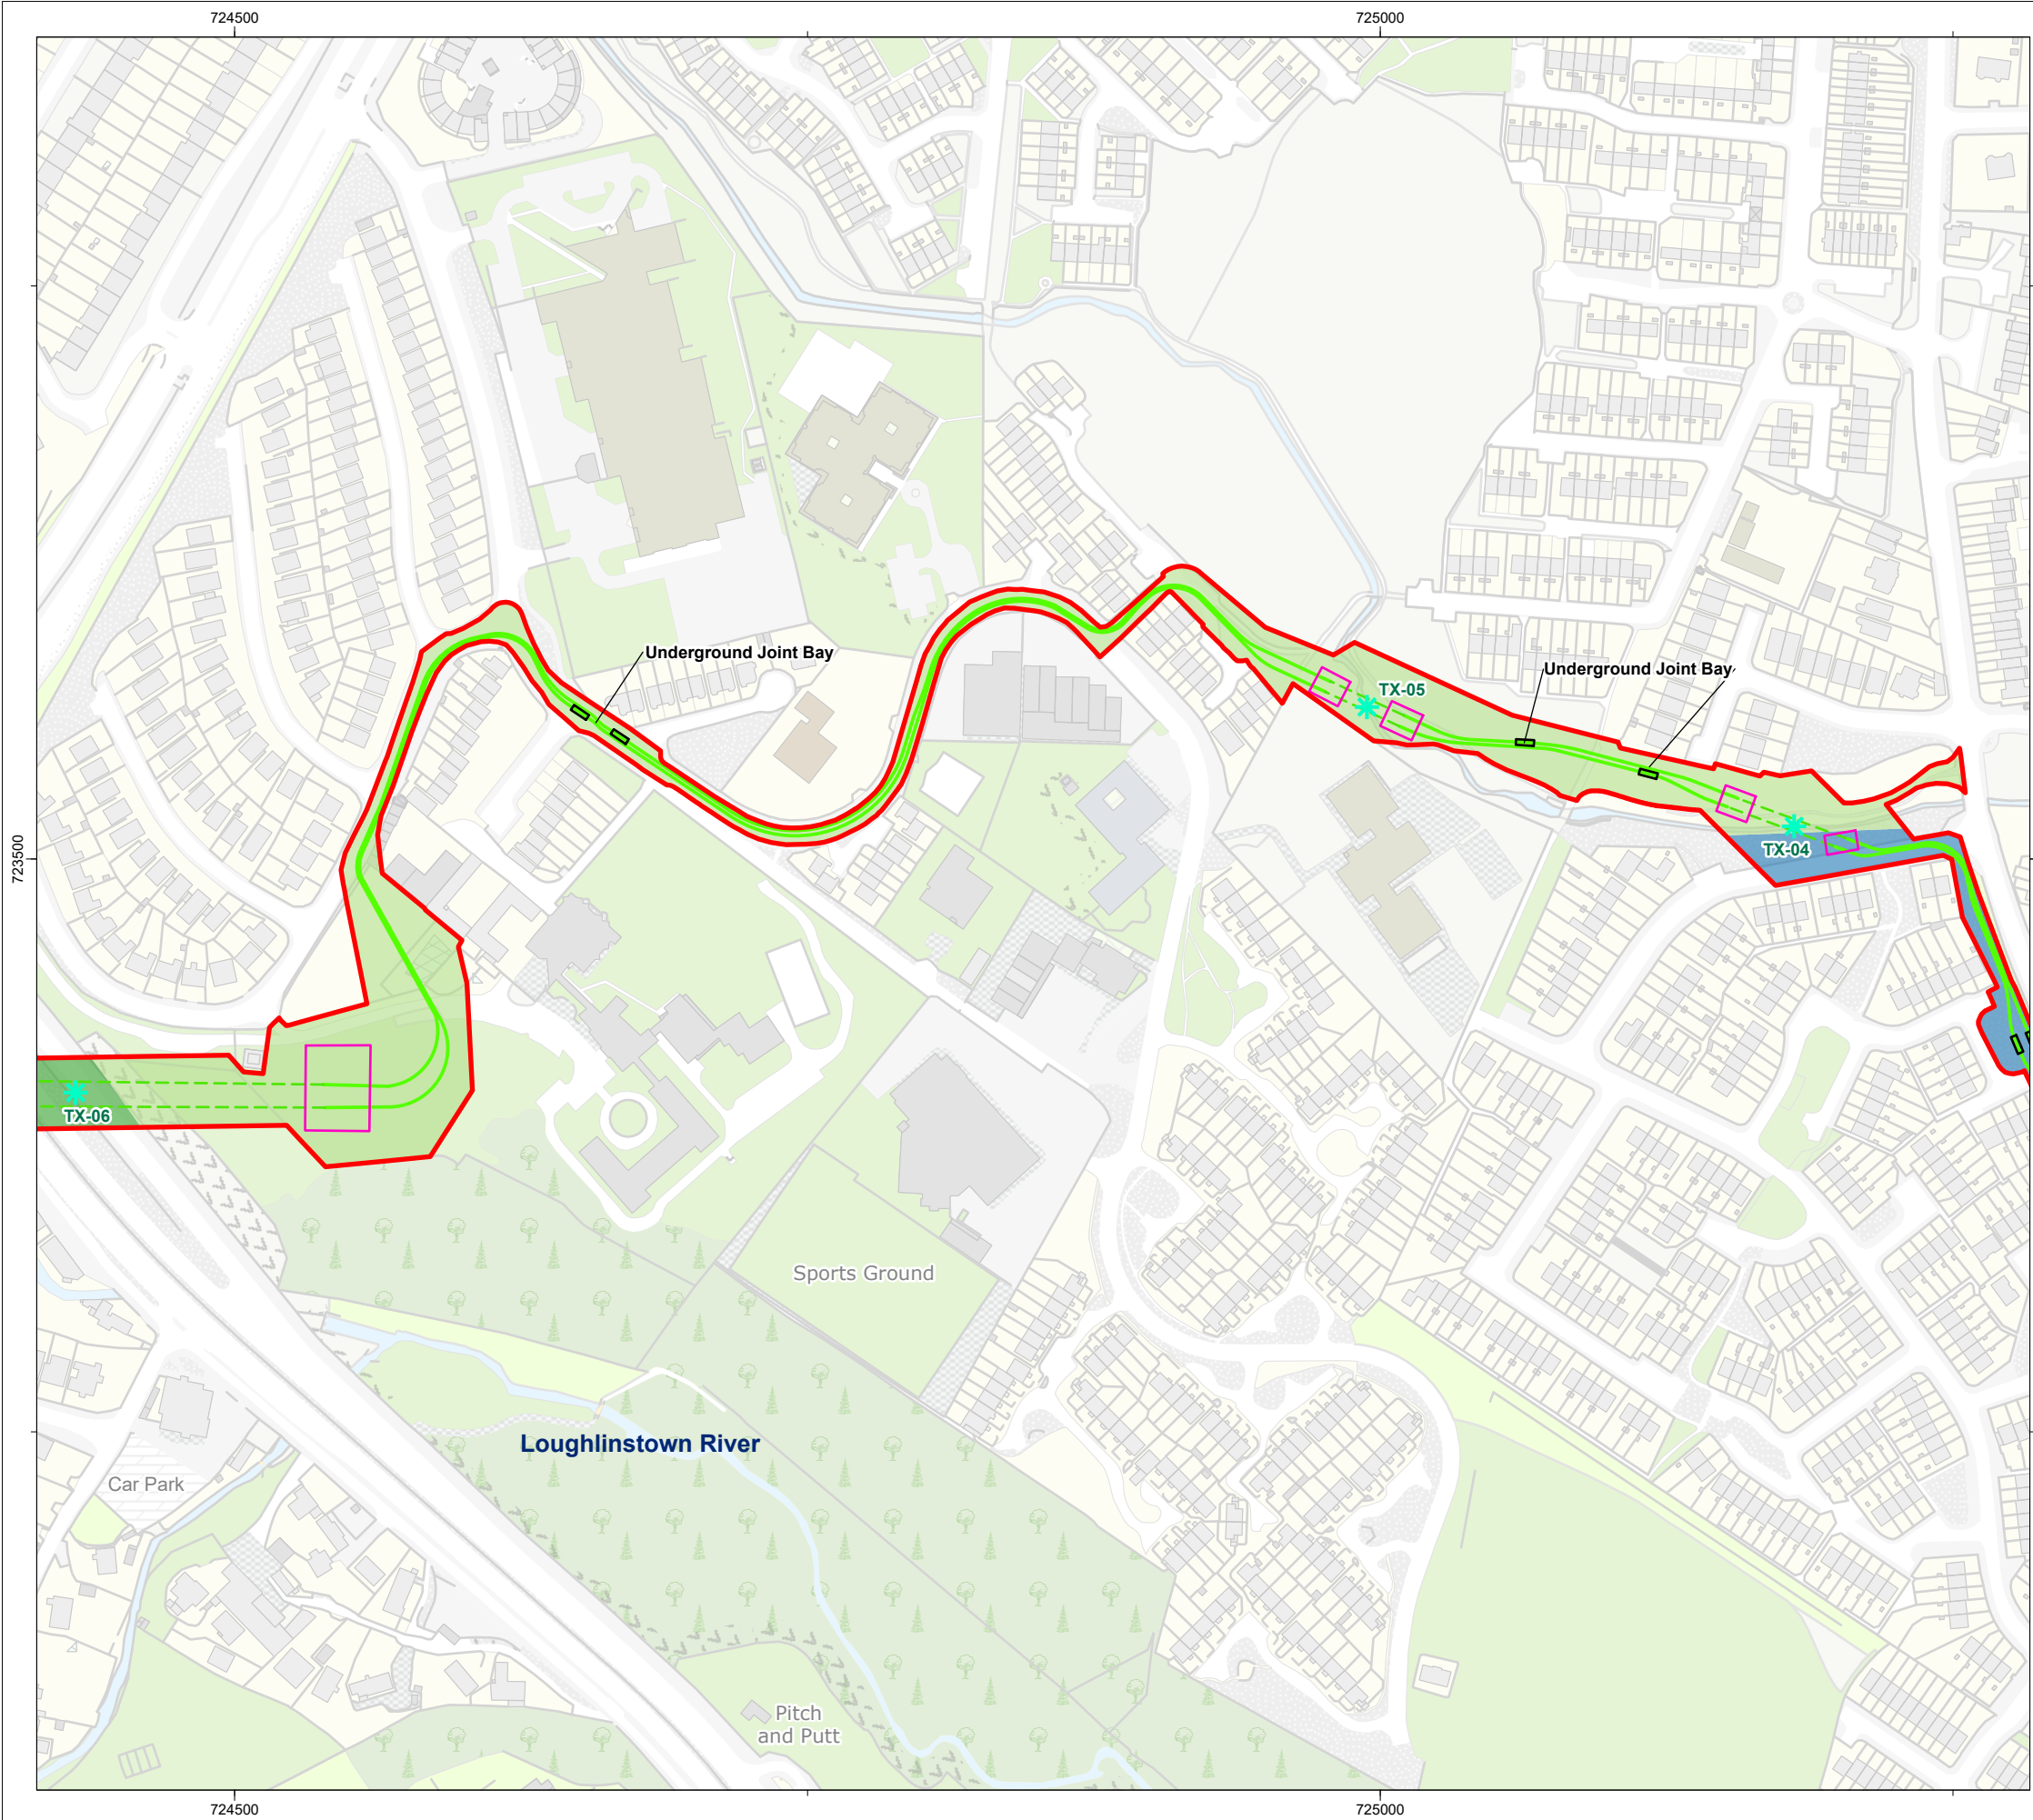 724500
725000
Underground Joint Bay
Underground Joint Bay
TX-05
TX-04
723500
TX-06
Sports Ground
Loughlinstown River
Car Park
Pitch
and Putt
724500
725000